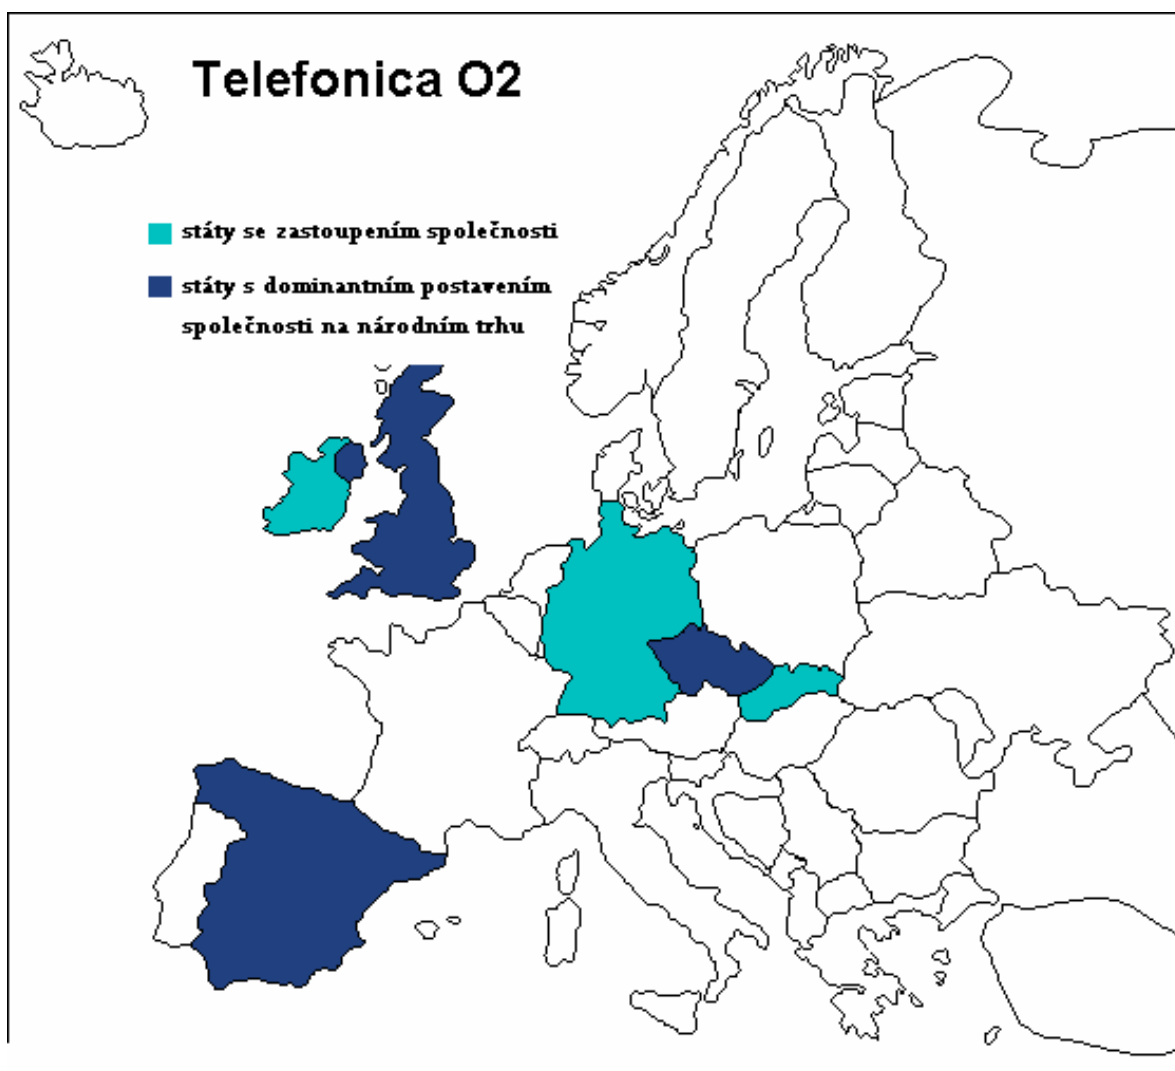 Telefonica O2
státy se zastoupením společnosti
státy s dominantním postavením
společnosti na národním trhu